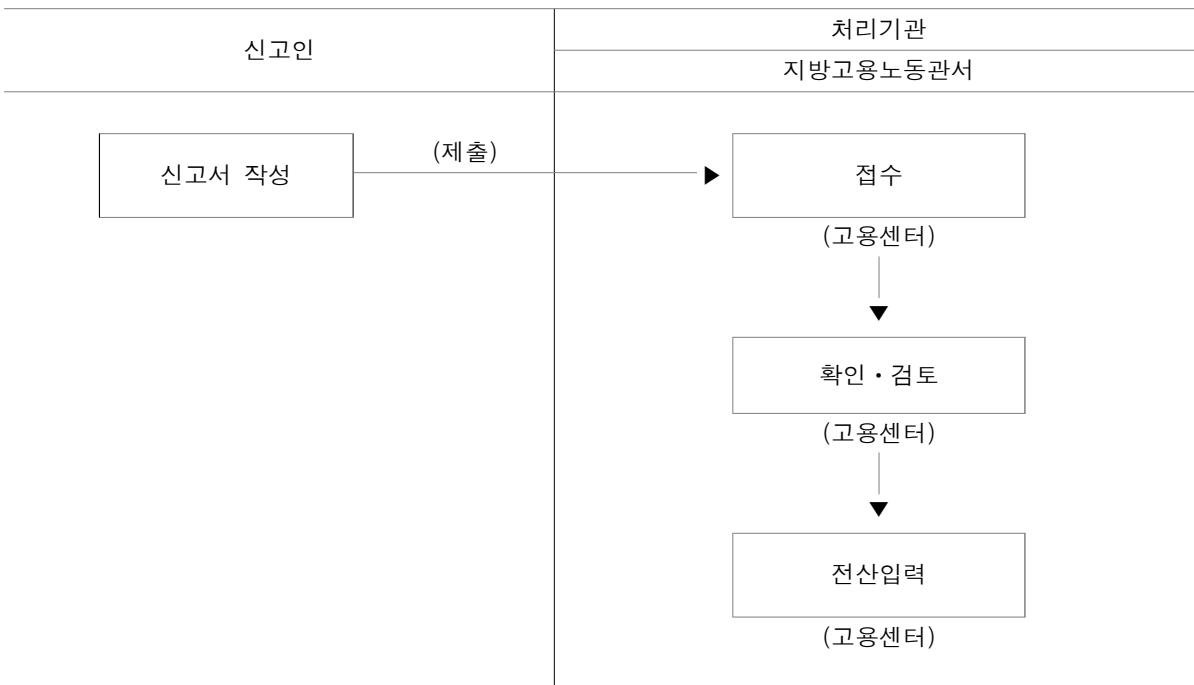 신고인
처리기관
지방고용노동관서
신고서 작성
(제출)
접수
(고용센터)
확인·검토
(고용센터)
전산입력
(고용센터)